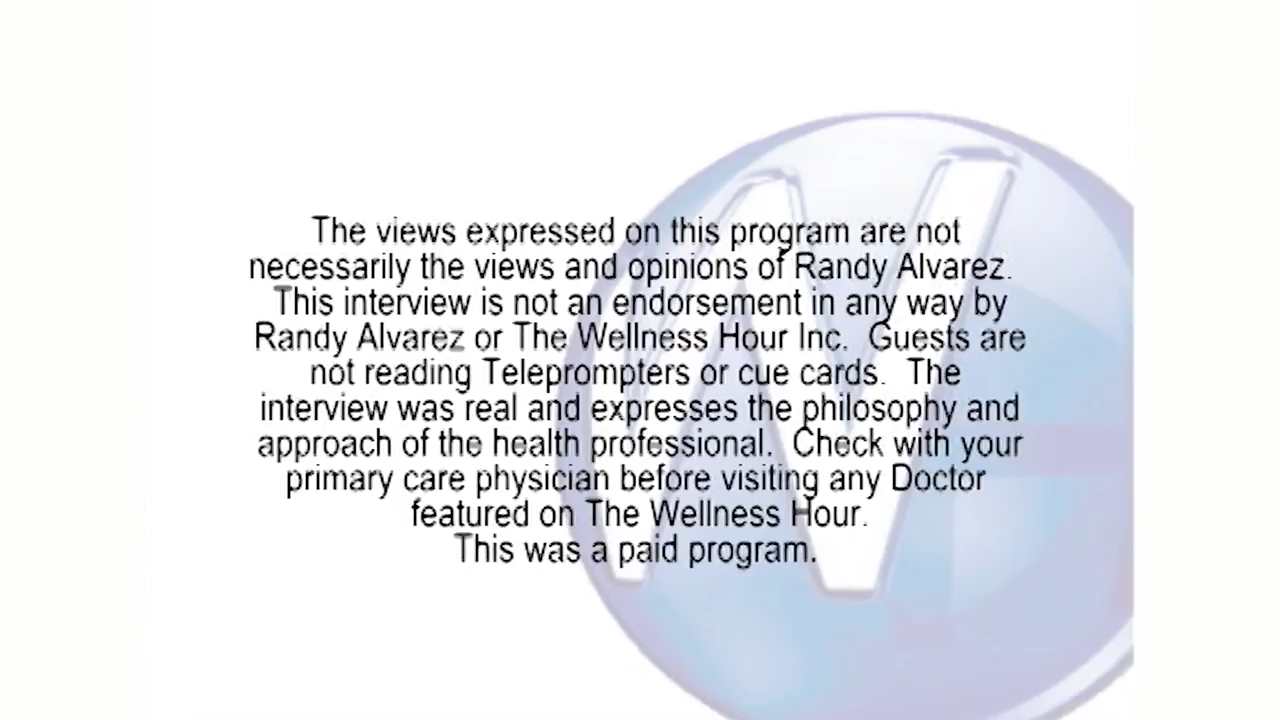 The views expressed on this program are not
necessarily the views and opinions of Randy Alvarez.
This interview is not an endorsement in any way by
Randy Alvarez or The Wellness Hour Inc.  Guests are
not reading Teleprompters or cue cards.  The
interview was real and expresses the philosophy and
approach of the health professional.  Check with your
primary care physician before visiting any Doctor
featured on The Wellness Hour.
This was a paid program.